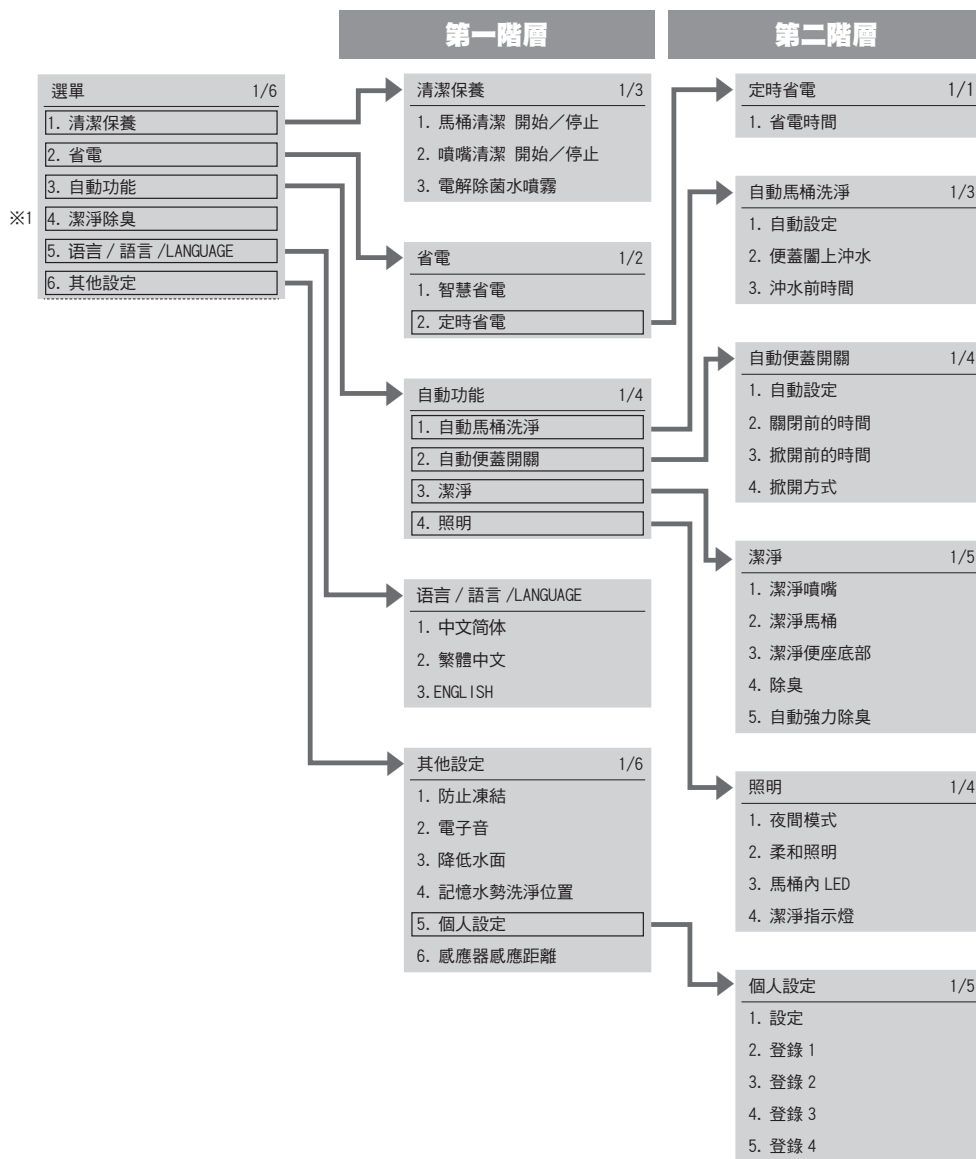 第一階層
第二階層
選單 1/6
1. 清潔保養
2. 省電
3. 自動功能
※1 4. 潔淨除臭
5. 语言 / 語言 /LANGUAGE
6. 其他設定
清潔保養 1/3
1. 馬桶清潔 開始／停止
2. 噴嘴清潔 開始／停止
3. 電解除菌水噴霧
省電 1/2
1. 智慧省電
2. 定時省電
自動功能 1/4
1. 自動馬桶洗淨
2. 自動便蓋開關
3. 潔淨
4. 照明
语言 / 語言 /LANGUAGE
1. 中文简体
2. 繁體中文
3. ENGLISH
其他設定 1/6
1. 防止凍結
2. 電子音
3. 降低水面
4. 記憶水勢洗淨位置
5. 個人設定
6. 感應器感應距離
定時省電 1/1
1. 省電時間
自動馬桶洗淨 1/3
1. 自動設定
2. 便蓋闔上沖水
3. 沖水前時間
自動便蓋開關 1/4
1. 自動設定
2. 關閉前的時間
3. 掀開前的時間
4. 掀開方式
潔淨 1/5
1. 潔淨噴嘴
2. 潔淨馬桶
3. 潔淨便座底部
4. 除臭
5. 自動強力除臭
照明 1/4
1. 夜間模式
2. 柔和照明
3. 馬桶內 LED
4. 潔淨指示燈
個人設定 1/5
1. 設定
2. 登錄 1
3. 登錄 2
4. 登錄 3
5. 登錄 4